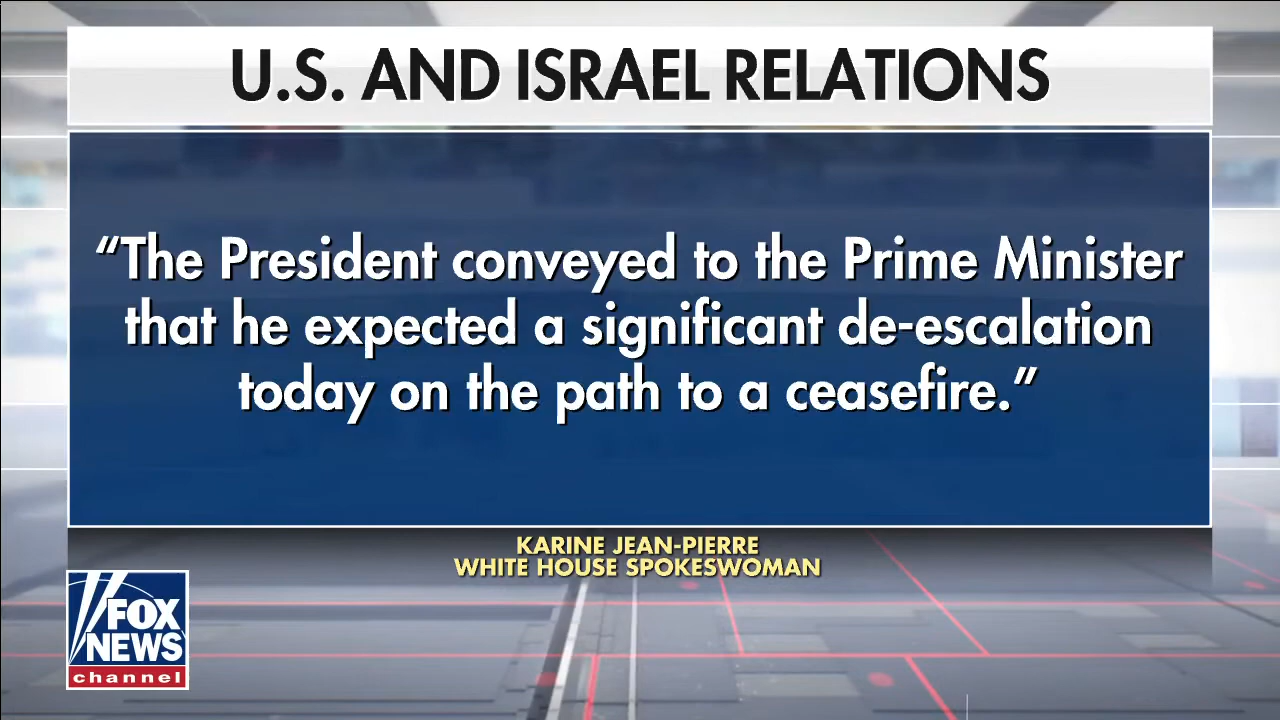 U.S. AND ISRAEL RELATIONS
“The President conveyed to the Prime Minister
that he expected a significant de-escalation
today on the path to a ceasefire.”
KARINE JEAN-PIERRE
WHITE HOUSE SPOKESWOMAN
FOX
NEWS
channel